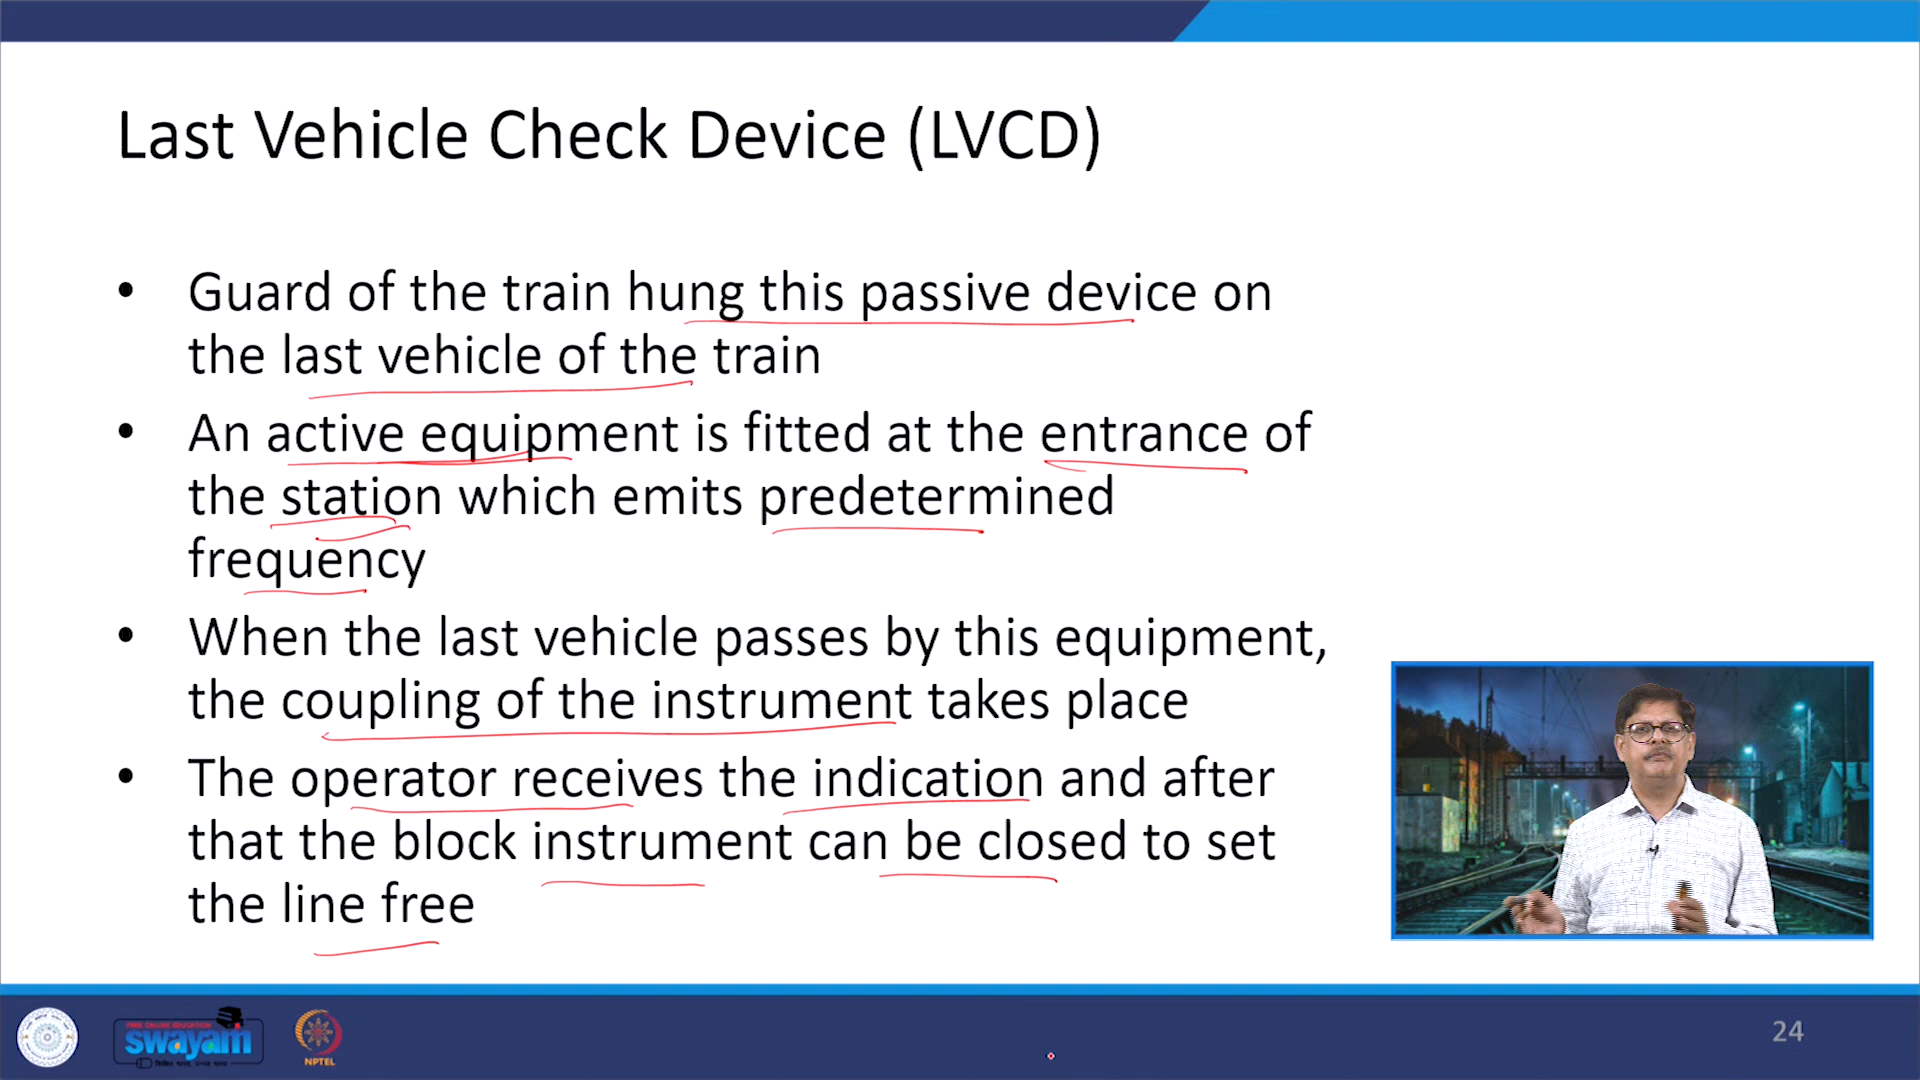 Last Vehicle Check Device (LVCD)
• Guard of the train hung this passive device on
the last vehicle of the train
• An active equipment is fitted at the entrance of
the station which emits predetermined
frequency
• When the last vehicle passes by this equipment,
the coupling of the instrument takes place
• The operator receives the indication and after
that the block instrument can be closed to set
the line free
FREE ONLINE EDUCATION
swayam
NPTEL
24